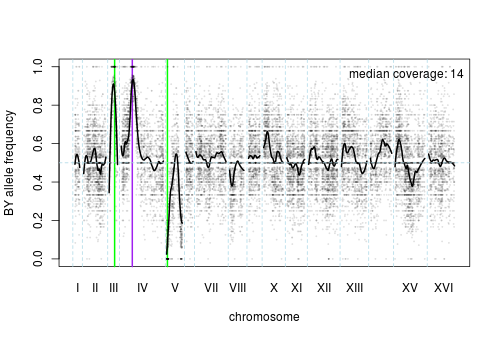 median coverage: 14
BY allele frequency
1.0
0.8
0.6
0.4
0.2
0.0
I II III IV V VII VIII X XI XII XIII XV XVI
chromosome